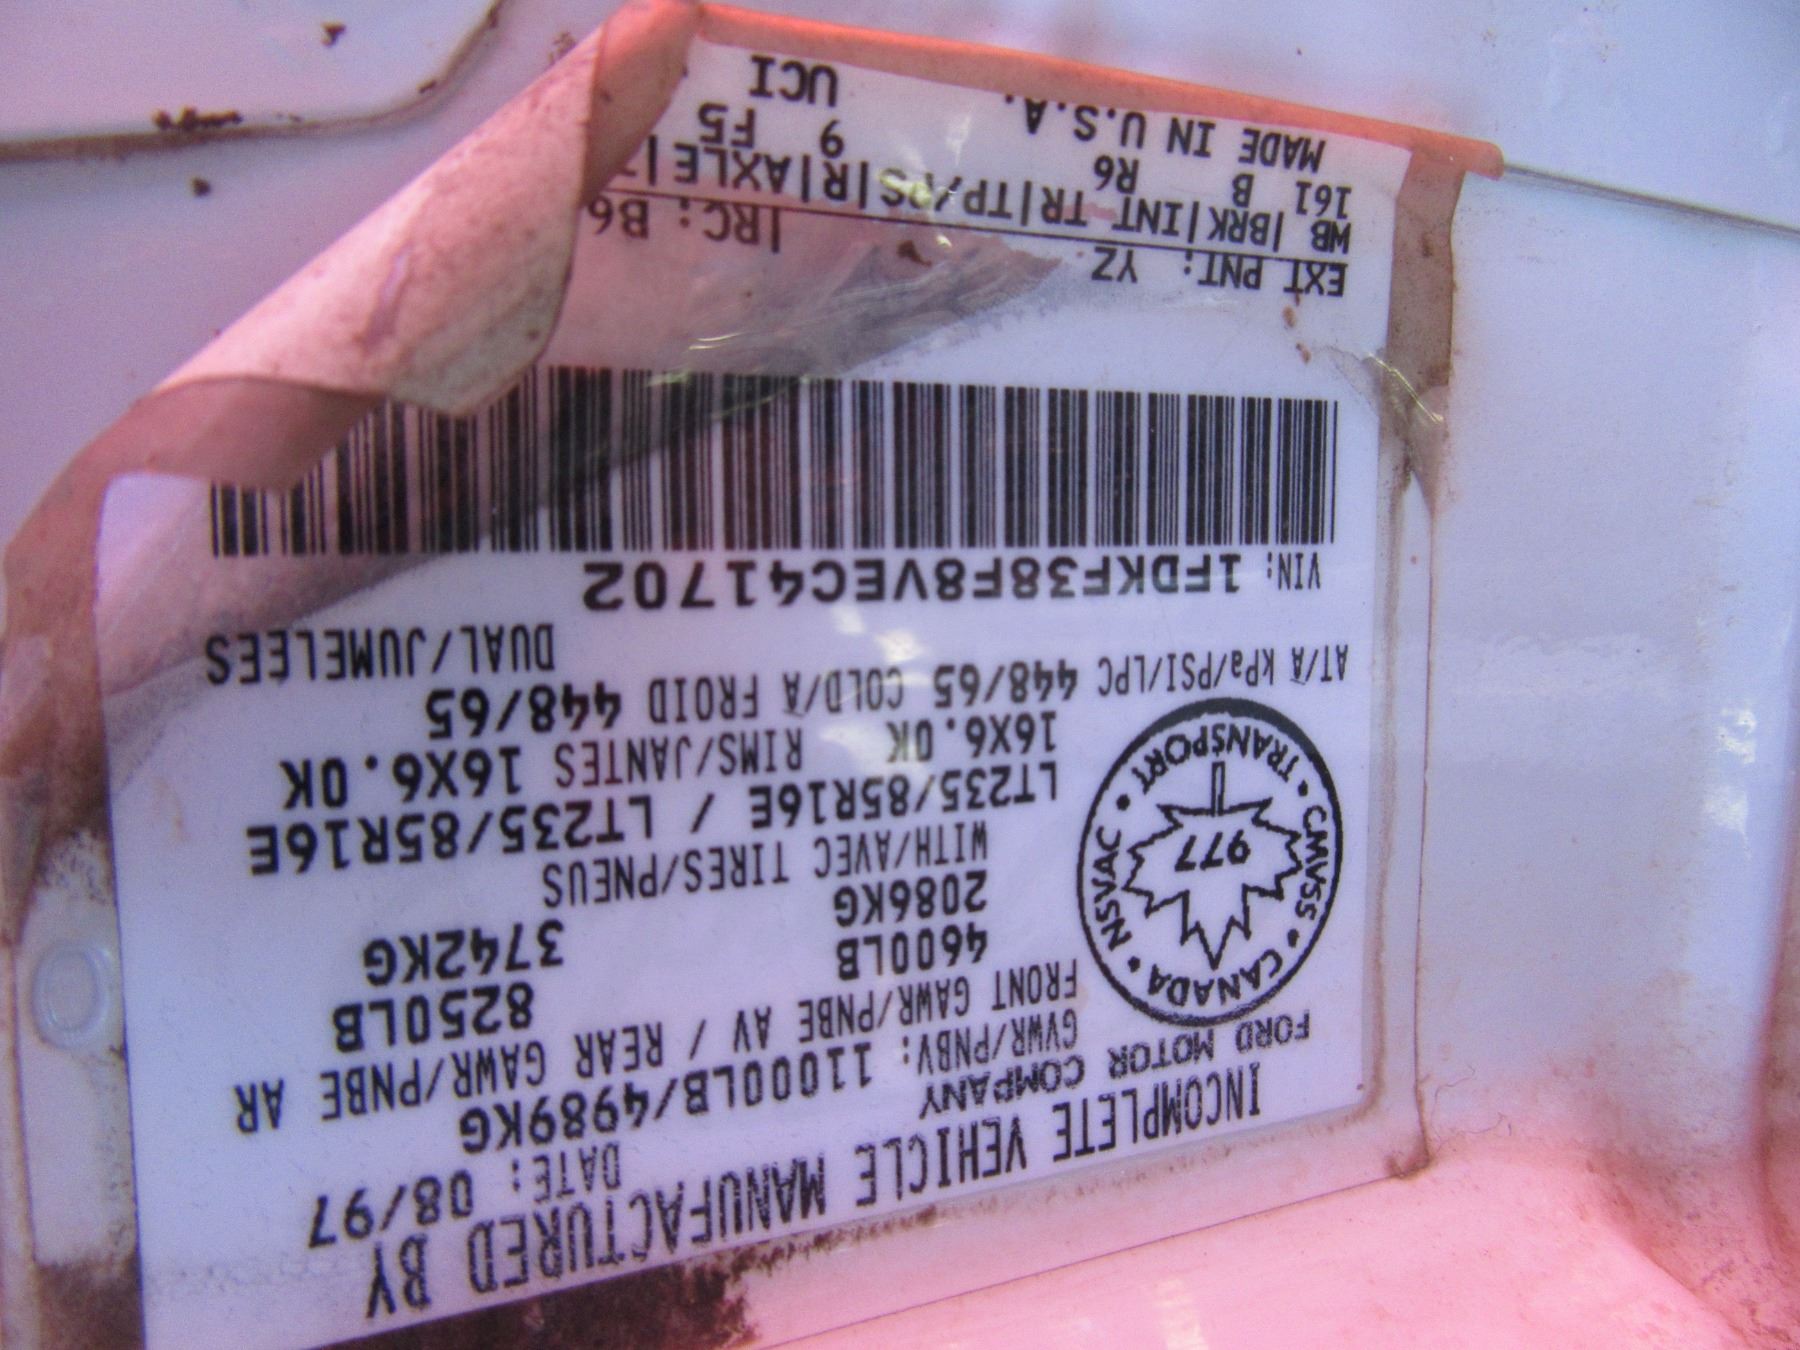 INCOMPLETE VEHICLE MANUFACTURED BY
FORD MOTOR COMPANY
DATE: 08/97
GVWR/PNBV: 11000LB/4989KG
FRONT GAWR/PNBE AV / REAR GAWR/PNBE AR
4600LB 8250LB
2086KG 3742KG
WITH/AVEC TIRES/PNEUS
LT235/85R16E / LT235/85R16E
16X6.0K RIMS/JANTES 16X6.0K
AT/A kPa/PSI/LPC 448/65 COLD/A FROID 448/65
DUAL/JUMELEES
CANADA • CMVSS • TRANSPORT • NSVAC •
977
VIN: 1FDKF38F8VEC41702
EXT PNT: YZ |RC: B6
WB |BRK|INT TR|TP/PS|R|AXLE|
161 B R6 9 F5
MADE IN U.S.A. UCI